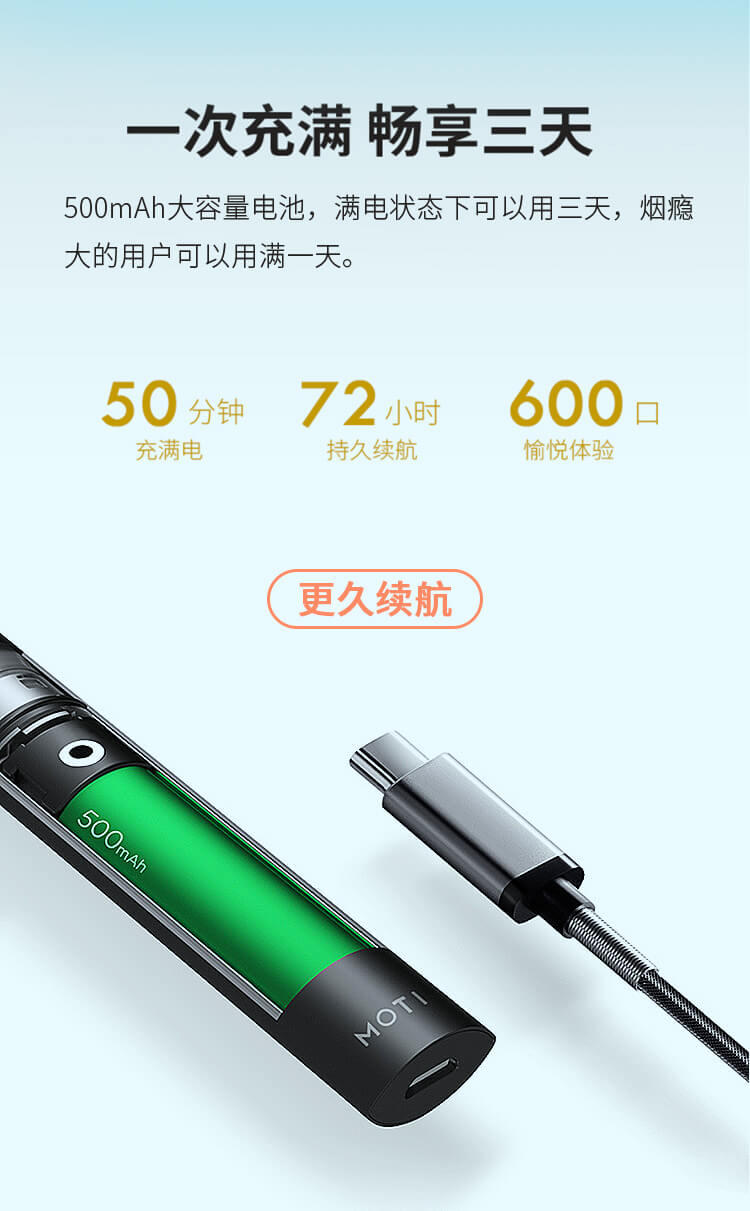 一次充满 畅享三天
500mAh大容量电池，满电状态下可以用三天，烟瘾
大的用户可以用满一天。
50 分钟 72 小时 600 口
充满电 持久续航 愉悦体验
更久续航
500mAh
MOTI